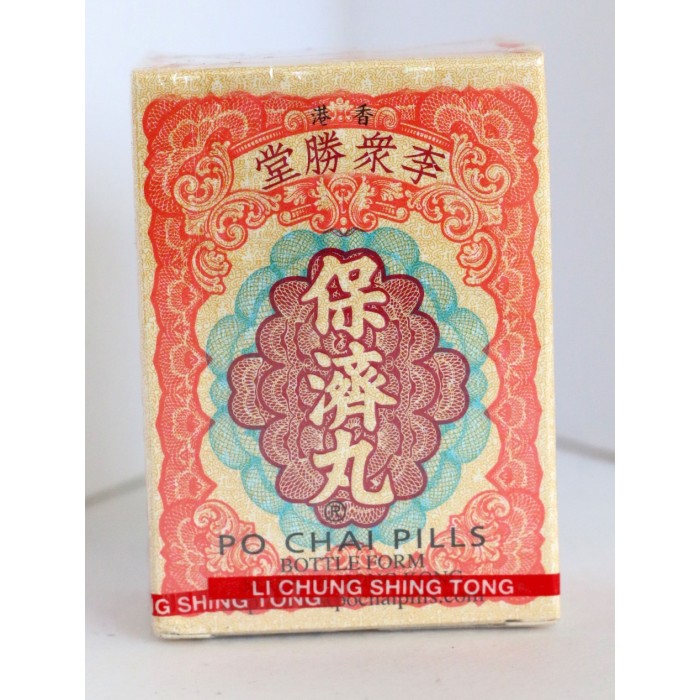 香港
李衆勝堂
保濟丸
®
PO CHAI PILLS
BOTTLE FORM
LI CHUNG SHING TONG
G SHING TONG
pochaipills.com